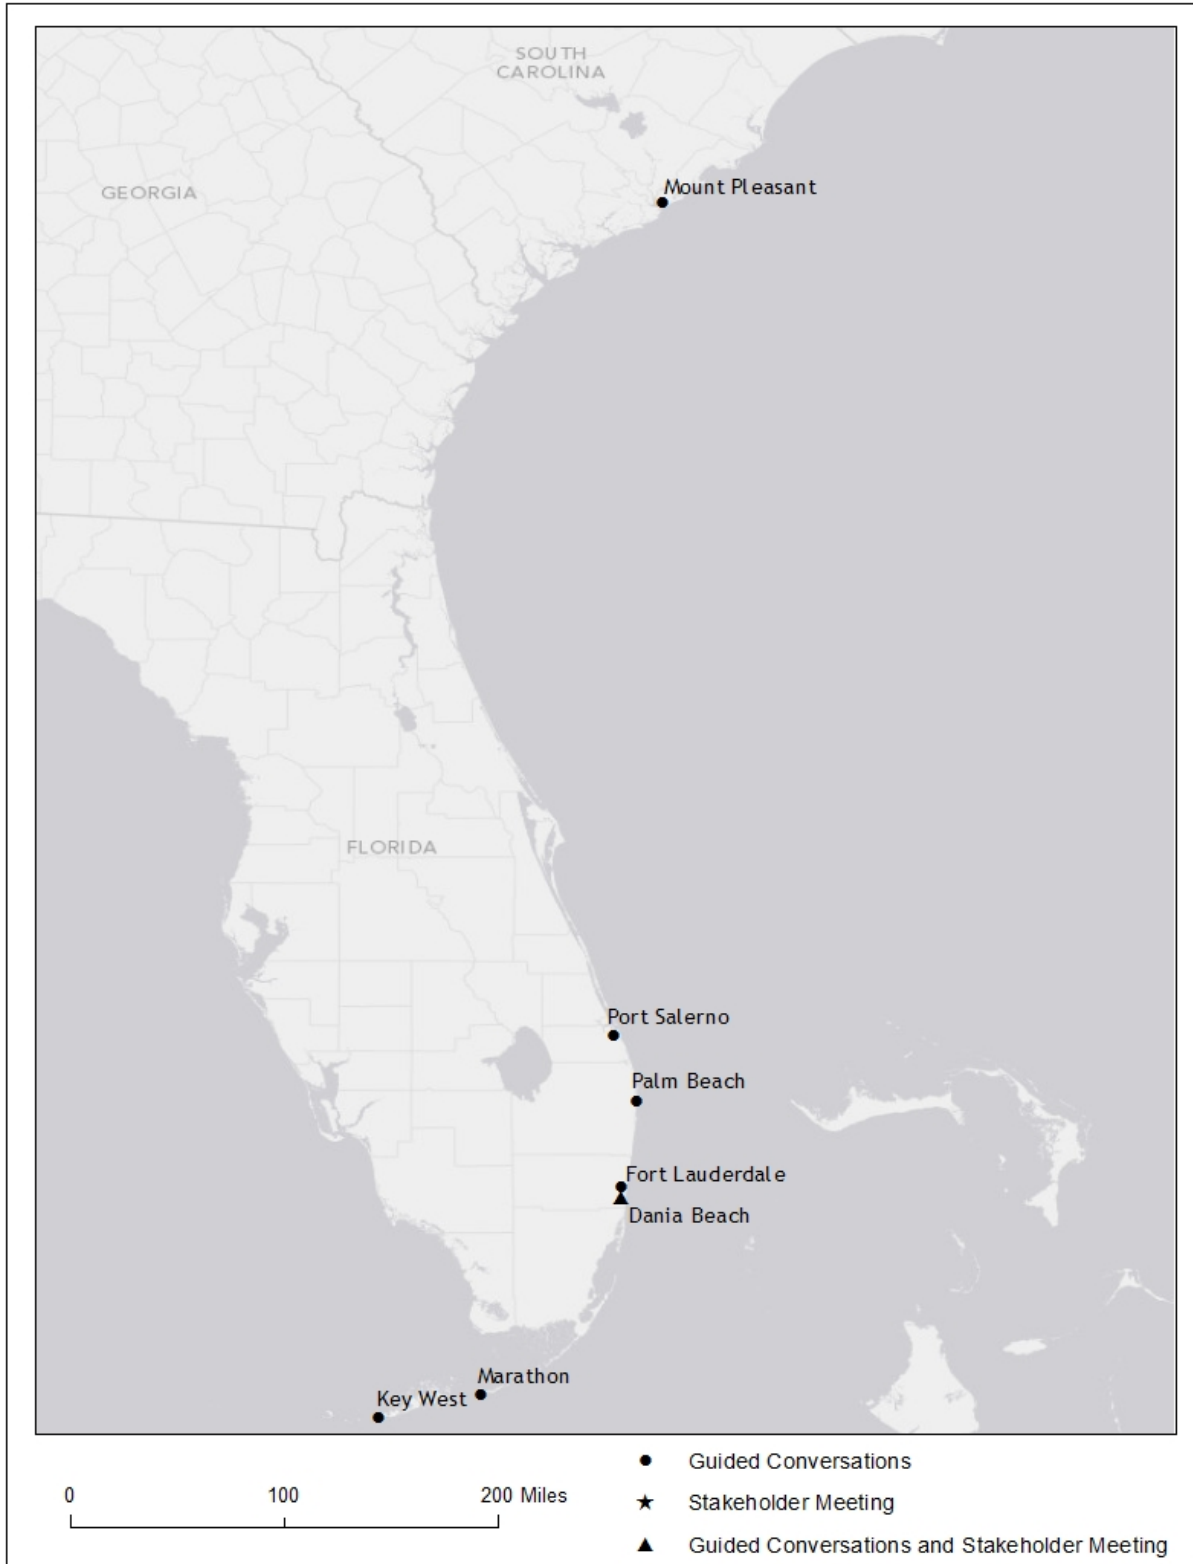 SOUTH
CAROLINA
GEORGIA
Mount Pleasant
FLORIDA
Port Salerno
Palm Beach
Fort Lauderdale
Dania Beach
Marathon
Key West
0 100 200 Miles
Guided Conversations
Stakeholder Meeting
Guided Conversations and Stakeholder Meeting